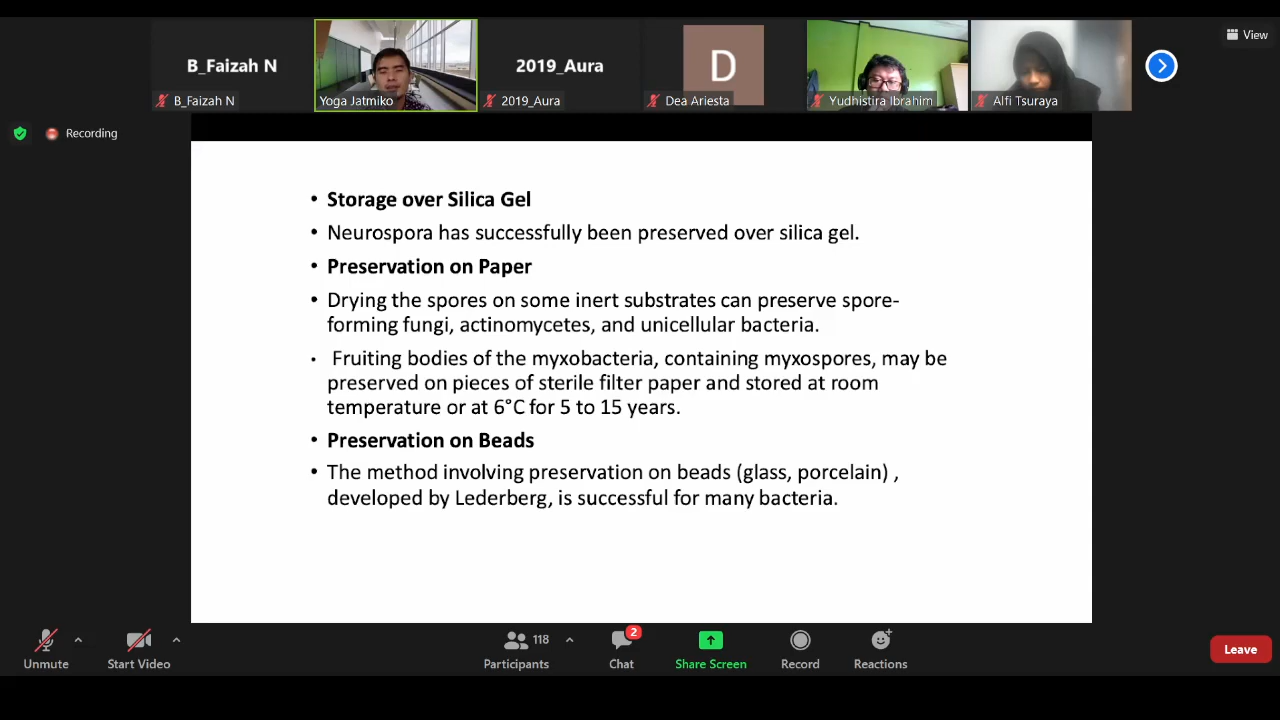 B_Faizah N
2019_Aura
D
View
B_Faizah N
Yoga Jatmiko
2019_Aura
Dea Ariesta
Yudhistira Ibrahim
Alfi Tsuraya
Recording
• Storage over Silica Gel
• Neurospora has successfully been preserved over silica gel.
• Preservation on Paper
• Drying the spores on some inert substrates can preserve spore-
forming fungi, actinomycetes, and unicellular bacteria.
• Fruiting bodies of the myxobacteria, containing myxospores, may be
preserved on pieces of sterile filter paper and stored at room
temperature or at 6°C for 5 to 15 years.
• Preservation on Beads
• The method involving preservation on beads (glass, porcelain) ,
developed by Lederberg, is successful for many bacteria.
Unmute
Start Video
118
Participants
2
Chat
Share Screen
Record
Reactions
Leave